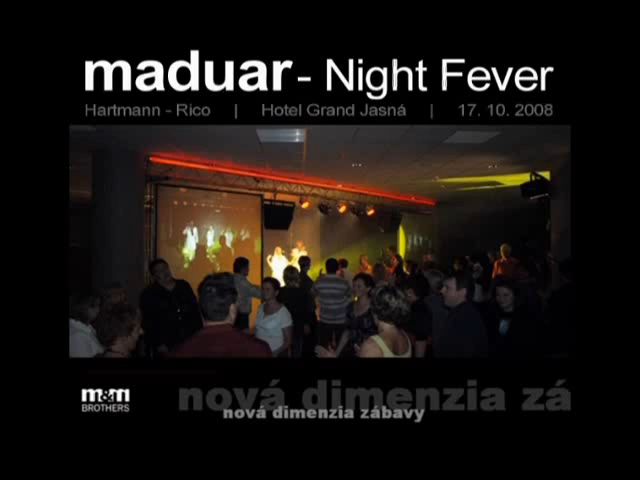 maduar - Night Fever
Hartmann - Rico | Hotel Grand Jasná | 17. 10. 2008
m&m
BROTHERS
nová dimenzia zá
nová dimenzia zábavy